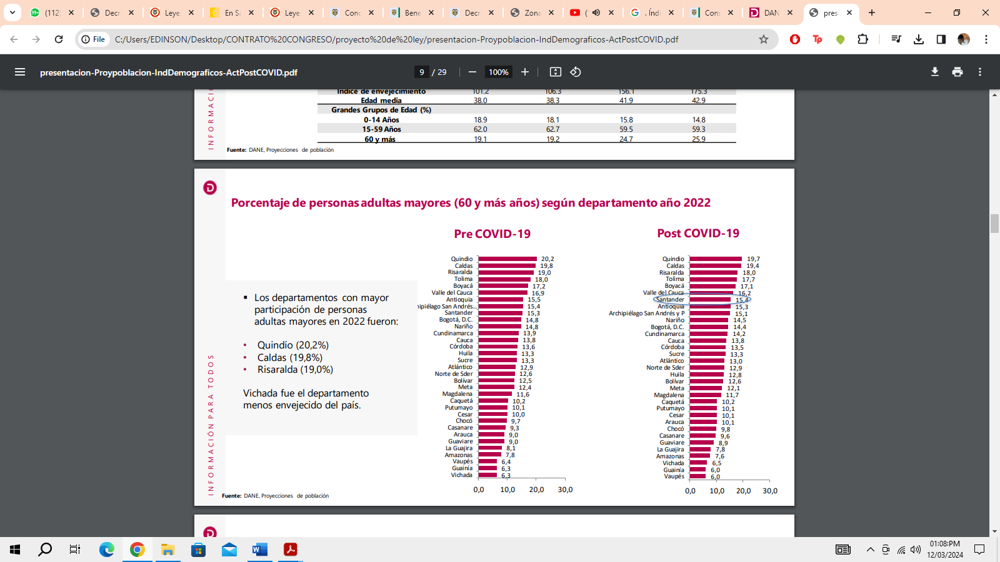 (112)
Decr
Leye
En Sa
Leye
Conc
Bene
Decr
Zona
(
. Índi
Cons
DAN
pres
File
C:/Users/EDINSON/Desktop/CONTRATO%20CONGRESO/proyecto%20de%20ley/presentacion-Proypoblacion-IndDemograficos-ActPostCOVID.pdf
presentacion-Proypoblacion-IndDemograficos-ActPostCOVID.pdf
9 / 29
100%
INFORMACI
Índice de envejecimiento 101.2 106.3 156.1 175.3
Edad media 38.0 38.3 41.9 42.9
Grandes Grupos de Edad (%)
0-14 Años 18.9 18.1 15.8 14.8
15-59 Años 62.0 62.7 59.5 59.3
60 y más 19.1 19.2 24.7 25.9
Fuente: DANE, Proyecciones de población
D
Porcentaje de personas adultas mayores (60 y más años) según departamento año 2022
▪ Los departamentos con mayor
participación de personas
adultas mayores en 2022 fueron:
• Quindío (20,2%)
• Caldas (19,8%)
• Risaralda (19,0%)
Vichada fue el departamento
menos envejecido del país.
INFORMACIÓN PARA TODOS
Pre COVID-19
Quindio 20,2
Caldas 19,8
Risaralda 19,0
Tolima 18,0
Boyacá 17,2
Valle del Cauca 16,9
Antioquia 15,5
hipiélago San Andrés... 15,4
Santander 15,3
Bogotá, D.C. 14,8
Nariño 14,8
Cundinamarca 13,9
Cauca 13,8
Córdoba 13,6
Huila 13,3
Sucre 13,3
Atlántico 12,9
Norte de Sder 12,6
Bolívar 12,5
Meta 12,4
Magdalena 11,6
Caquetá 10,2
Putumayo 10,1
Cesar 10,0
Chocó 9,7
Casanare 9,3
Arauca 9,0
Guaviare 9,0
La Guajira 8,1
Amazonas 7,8
Vaupés 6,4
Guainía 6,3
Vichada 6,3
0,0 10,0 20,0 30,0
Post COVID-19
Quindio 19,7
Caldas 19,4
Risaralda 18,0
Tolima 17,7
Boyacá 17,1
Valle del Cauca 16,2
Santander 15,4
Antioquia 15,3
Archipiélago San Andrés y P 15,1
Nariño 14,5
Bogotá, D.C. 14,4
Cundinamarca 14,2
Cauca 13,8
Córdoba 13,5
Sucre 13,3
Atlántico 13,0
Norte de Sder 12,9
Huila 12,8
Bolívar 12,6
Meta 12,1
Magdalena 11,7
Caquetá 10,2
Putumayo 10,1
Cesar 10,1
Arauca 10,1
Chocó 9,8
Casanare 9,6
Guaviare 8,9
La Guajira 7,8
Amazonas 7,6
Vichada 6,5
Guainía 6,0
Vaupés 6,0
0,0 10,0 20,0 30,0
Fuente: DANE, Proyecciones de población
01:08:PM
12/03/2024